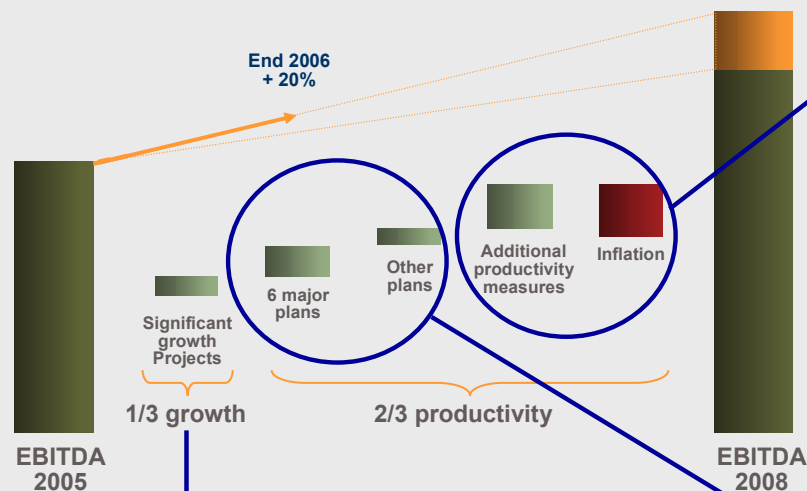 End 2006
+ 20%
Additional
productivity
measures
Inflation
Other
plans
6 major
plans
Significant
growth
Projects
1/3 growth
2/3 productivity
EBITDA
2005
EBITDA
2008